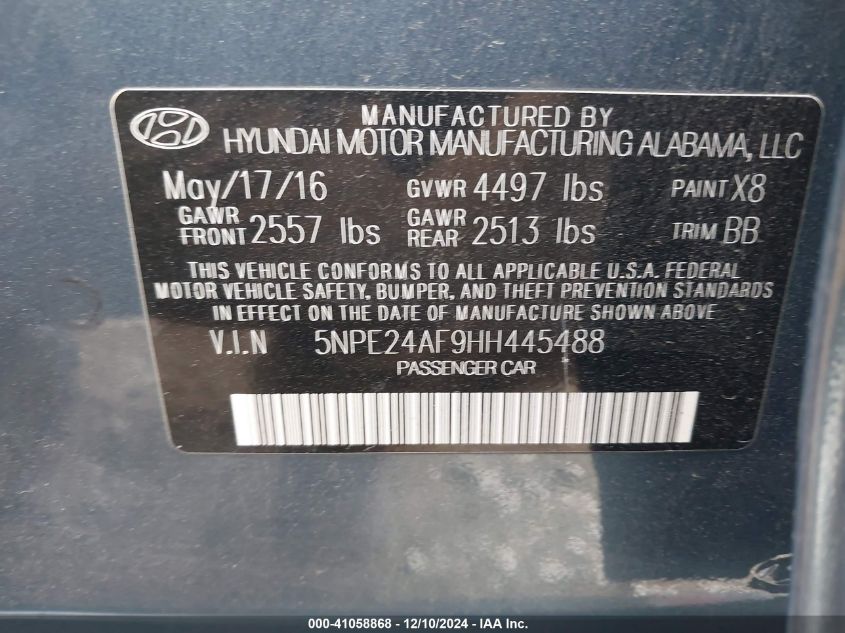 MANUFACTURED BY
HYUNDAI MOTOR MANUFACTURING ALABAMA, LLC
May/17/16 GVWR 4497 lbs PAINT X8
GAWR FRONT 2557 lbs GAWR REAR 2513 lbs TRIM BB
THIS VEHICLE CONFORMS TO ALL APPLICABLE U.S.A. FEDERAL
MOTOR VEHICLE SAFETY, BUMPER, AND THEFT PREVENTION STANDARDS
IN EFFECT ON THE DATE OF MANUFACTURE SHOWN ABOVE
V.I.N 5NPE24AF9HH445488
PASSENGER CAR
000-41058868 - 12/10/2024 - IAA Inc.